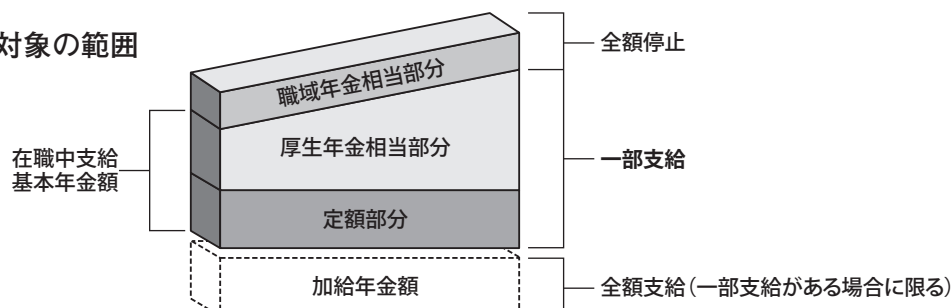 対象の範囲
全額停止
職域年金相当部分
厚生年金相当部分
在職中支給
基本年金額
一部支給
定額部分
加給年金額
全額支給(一部支給がある場合に限る)